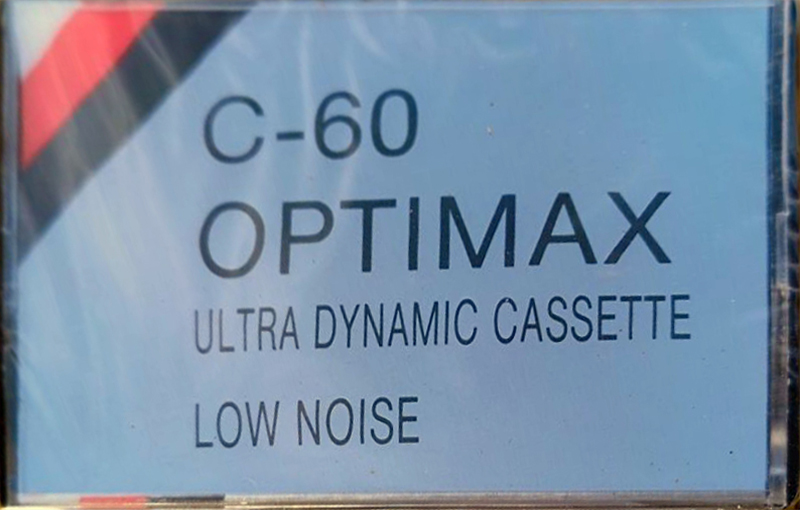 C-60
OPTIMAX
ULTRA DYNAMIC CASSETTE
LOW NOISE